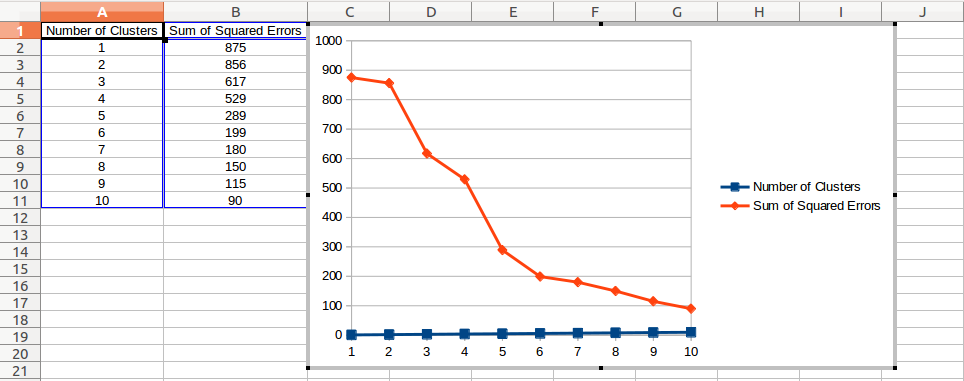 A B C D E F G H I J
1 Number of Clusters Sum of Squared Errors
2 1 875
3 2 856
4 3 617
5 4 529
6 5 289
7 6 199
8 7 180
9 8 150
10 9 115
11 10 90
12
13
14
15
16
17
18
19
20
21
1000
900
800
700
600
500
400
300
200
100
0
1 2 3 4 5 6 7 8 9 10
Number of Clusters
Sum of Squared Errors